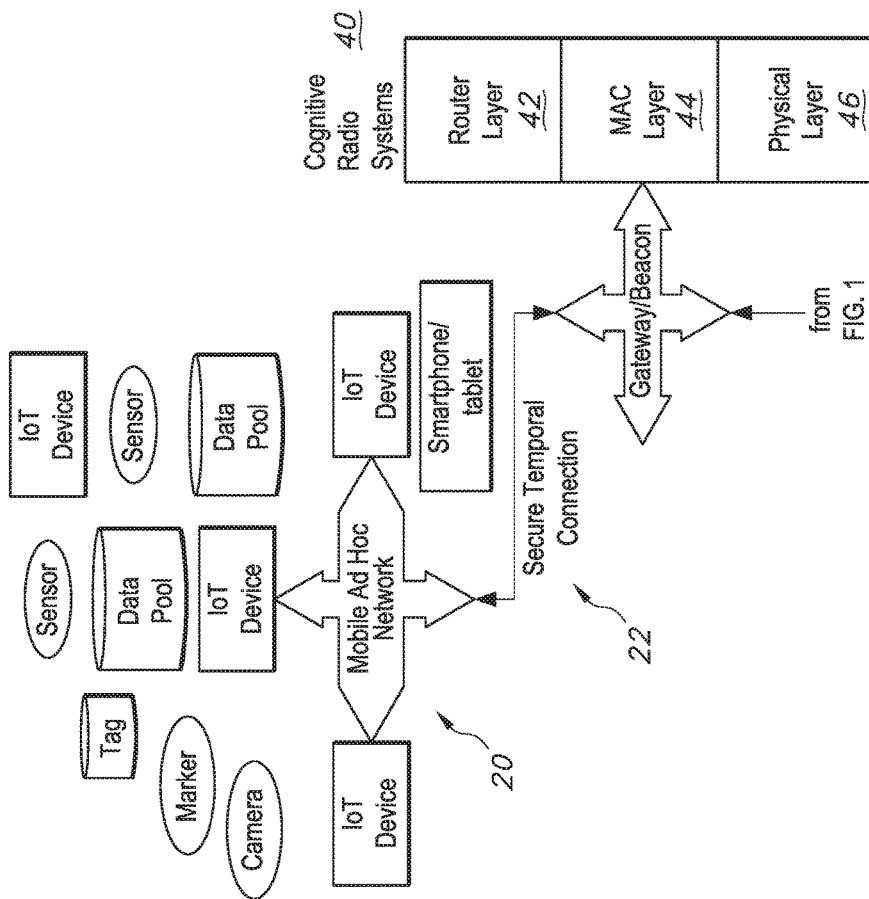 Tag
Marker
Camera
IoT
Device
Sensor
Data
Pool
IoT
Device
IoT
Device
Sensor
Data
Pool
IoT
Device
Smartphone/
tablet
Mobile Ad Hoc
Network
20
Secure Temporal
Connection
22
Gateway/Beacon
from
FIG. 1
Cognitive
Radio
Systems
40
Router
Layer
42
MAC
Layer
44
Physical
Layer
46